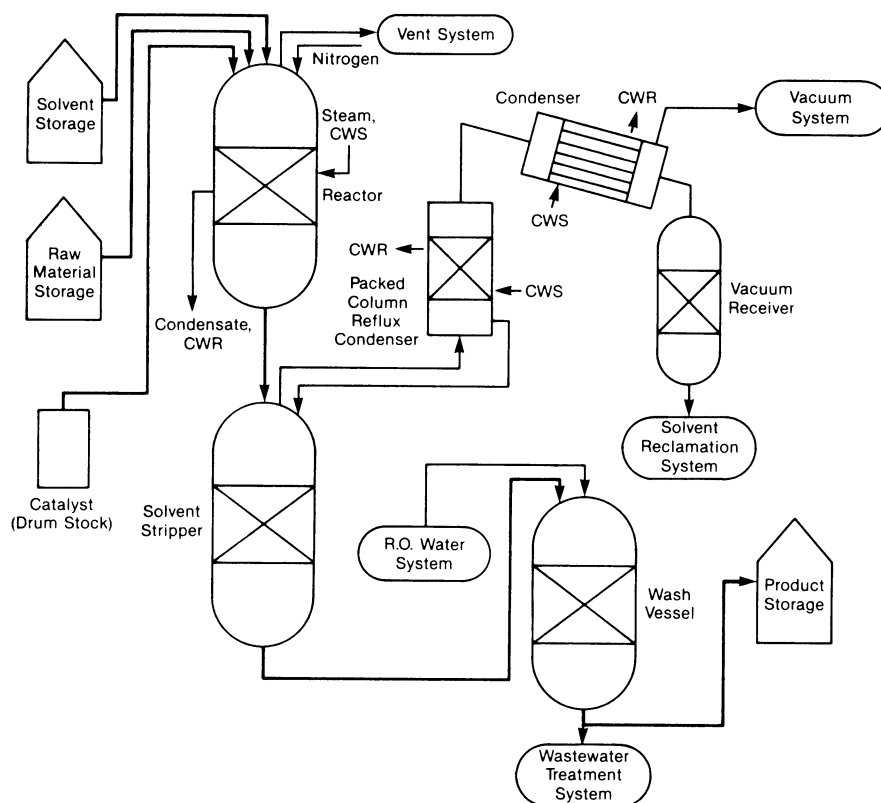 Vent System
Nitrogen
Solvent
Storage
Steam,
CWS
Reactor
Condenser
CWR
Vacuum
System
CWS
Raw
Material
Storage
Condensate,
CWR
CWR
Packed
Column
Reflux
Condenser
CWS
Vacuum
Receiver
Solvent
Reclamation
System
Catalyst
(Drum Stock)
Solvent
Stripper
R.O. Water
System
Wash
Vessel
Product
Storage
Wastewater
Treatment
System